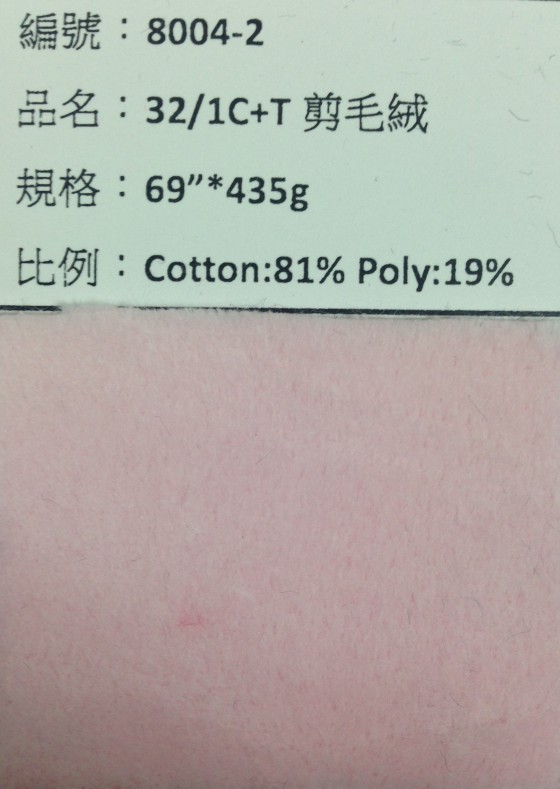 編號：8004-2
品名：32/1C+T 剪毛絨
規格：69”*435g
比例：Cotton:81% Poly:19%